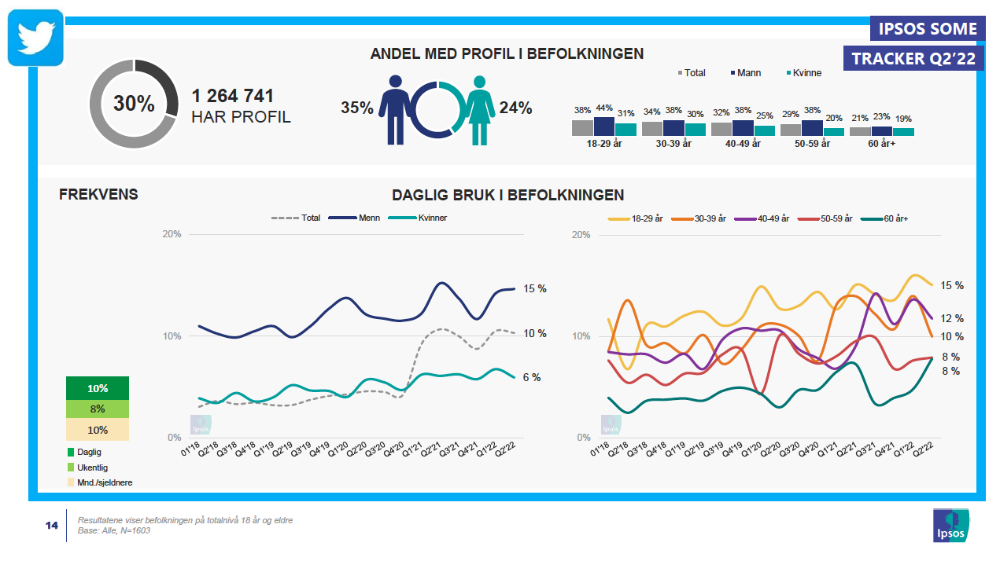 IPSOS SOME
TRACKER Q2'22
ANDEL MED PROFIL I BEFOLKNINGEN
30%
1 264 741
HAR PROFIL
35%
24%
Total Mann Kvinne
38% 44% 31% 34% 38% 30% 32% 38% 25% 29% 38% 20% 21% 23% 19%
18-29 år 30-39 år 40-49 år 50-59 år 60 år+
FREKVENS
DAGLIG BRUK I BEFOLKNINGEN
10%
8%
10%
Daglig
Ukentlig
Mnd./sjeldnere
Total Menn Kvinner
20%
10%
0%
15 %
10 %
6 %
Ipsos
01'18 Q2'18 Q3'18 Q4'18 Q1'19 Q2'19 Q3'19 Q4'19 Q1'20 Q2'20 Q3'20 Q4'20 Q1'21 Q2'21 Q3'21 Q4'21 Q1'22 Q2'22
18-29 år 30-39 år 40-49 år 50-59 år 60 år+
20%
10%
0%
15 %
12 %
10 %
8 %
8 %
Ipsos
01'18 Q2'18 Q3'18 Q4'18 Q1'19 Q2'19 Q3'19 Q4'19 Q1'20 Q2'20 Q3'20 Q4'20 Q1'21 Q2'21 Q3'21 Q4'21 Q1'22 Q2'22
14
Resultatene viser befolkningen på totalnivå 18 år og eldre
Base: Alle, N=1603
Ipsos